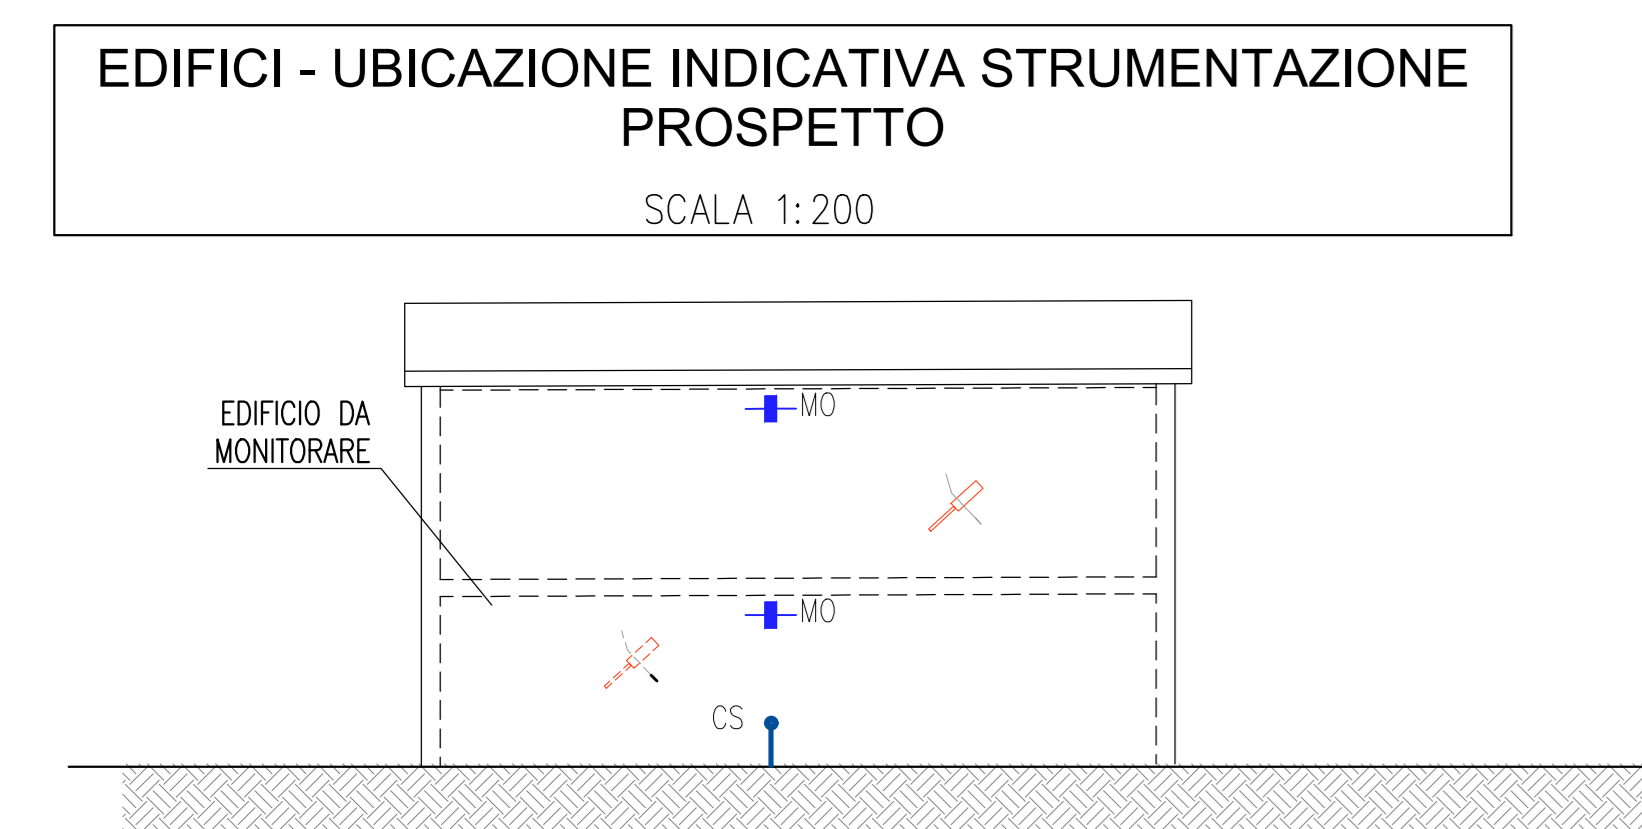 EDIFICI - UBICAZIONE INDICATIVA STRUMENTAZIONE
PROSPETTO
SCALA 1:200
EDIFICIO DA
MONITORARE
MO
MO
CS